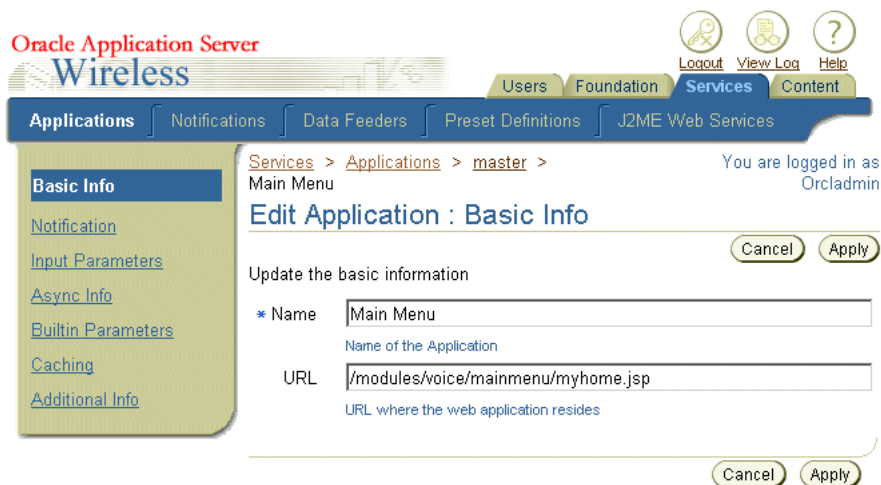 Oracle Application Server
Wireless
Logout View Log Help
Users Foundation Services Content
Applications Notifications Data Feeders Preset Definitions J2ME Web Services
Basic Info
Notification
Input Parameters
Async Info
Builtin Parameters
Caching
Additional Info
Services > Applications > master >
Main Menu
You are logged in as
Orcladmin
Edit Application : Basic Info
Cancel Apply
Update the basic information
* Name Main Menu
Name of the Application
URL /modules/voice/mainmenu/myhome.jsp
URL where the web application resides
Cancel Apply